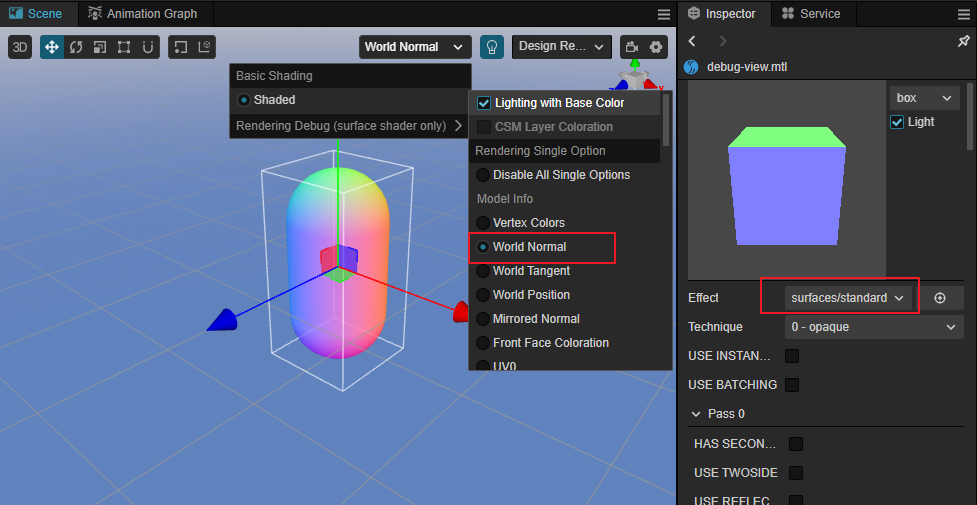 Scene
Animation Graph
3D
World Normal
Design Re...
Basic Shading
Shaded
Rendering Debug (surface shader only)
Lighting with Base Color
CSM Layer Coloration
Rendering Single Option
Disable All Single Options
Model Info
Vertex Colors
World Normal
World Tangent
World Position
Mirrored Normal
Front Face Coloration
UV0
Inspector
Service
debug-view.mtl
box
Light
Effect
surfaces/standard
Technique
0 - opaque
USE INSTAN...
USE BATCHING
Pass 0
HAS SECON...
USE TWOSIDE
USE REFLEC